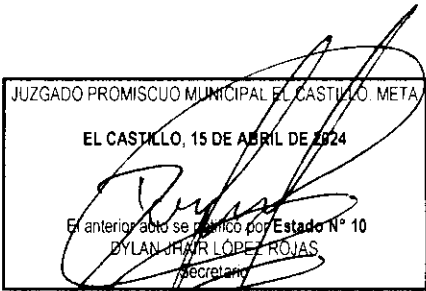 JUZGADO PROMISCUO MUNICIPAL EL CASTILLO. META
EL CASTILLO, 15 DE ABRIL DE 2024
El anterior auto se notificó por Estado N° 10
DYLAN JHAIR LÓPEZ ROJAS
Secretario